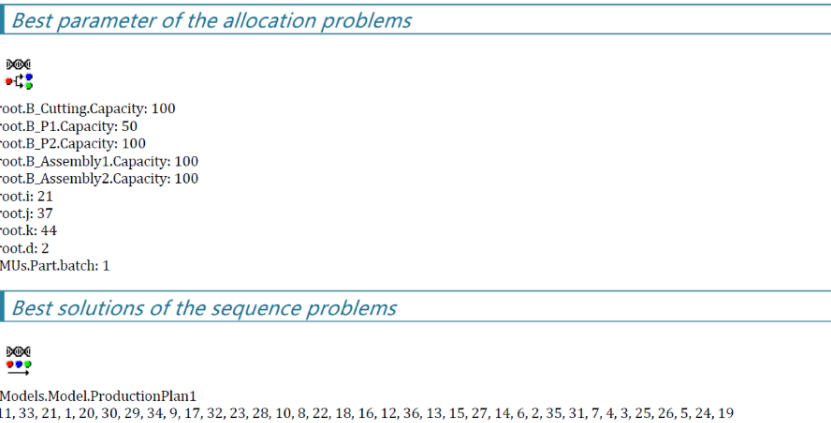 Best parameter of the allocation problems
root.B_Cutting.Capacity: 100
root.B_P1.Capacity: 50
root.B_P2.Capacity: 100
root.B_Assembly1.Capacity: 100
root.B_Assembly2.Capacity: 100
root.i: 21
root.j: 37
root.k: 44
root.d: 2
MUs.Part.batch: 1
Best solutions of the sequence problems
Models.Model.ProductionPlan1
11, 33, 21, 1, 20, 30, 29, 34, 9, 17, 32, 23, 28, 10, 8, 22, 18, 16, 12, 36, 13, 15, 27, 14, 6, 2, 35, 31, 7, 4, 3, 25, 26, 5, 24, 19